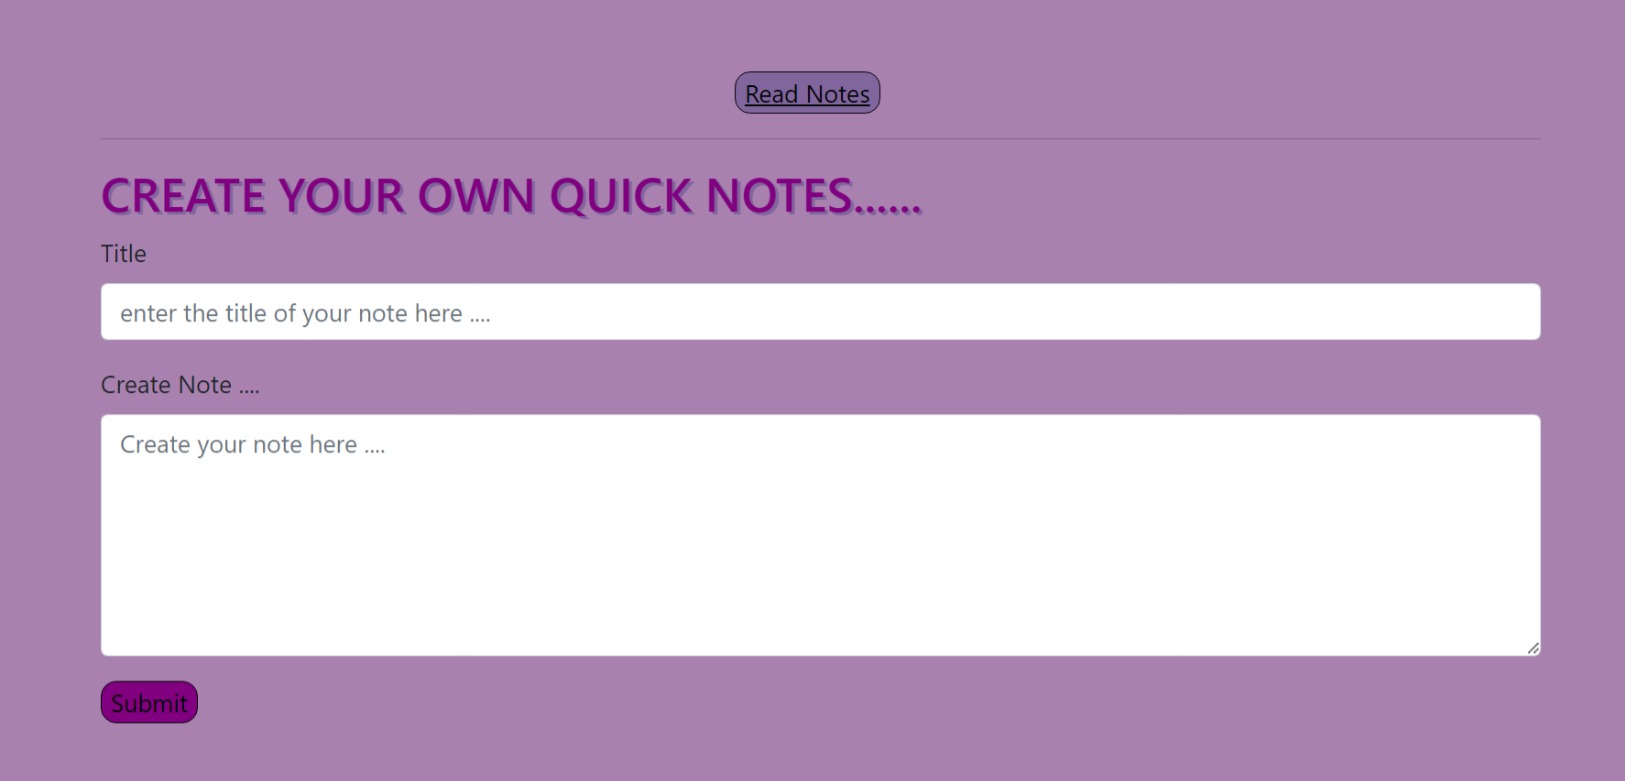 Read Notes
CREATE YOUR OWN QUICK NOTES......
Title
enter the title of your note here ....
Create Note ....
Create your note here ....
Submit